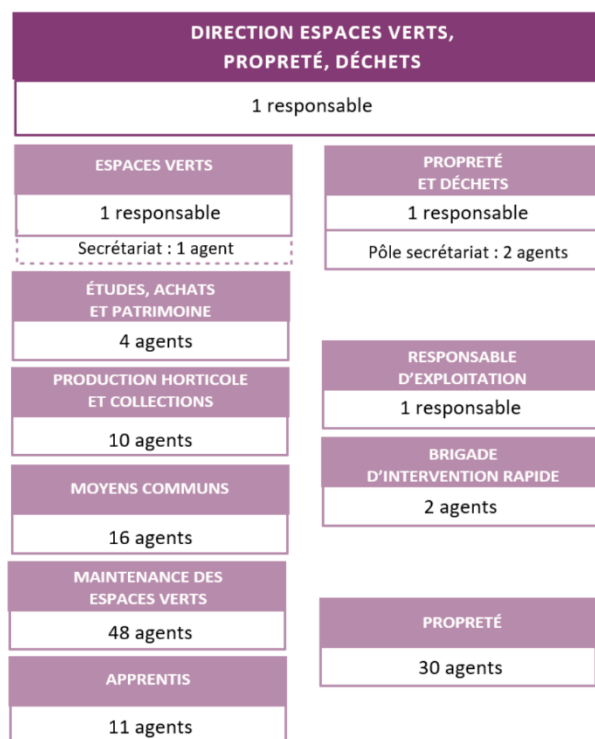 DIRECTION ESPACES VERTS,
PROPRETÉ, DÉCHETS
1 responsable
ESPACES VERTS
1 responsable
Secrétariat : 1 agent
ÉTUDES, ACHATS
ET PATRIMOINE
4 agents
PRODUCTION HORTICOLE
ET COLLECTIONS
10 agents
MOYENS COMMUNS
16 agents
MAINTENANCE DES
ESPACES VERTS
48 agents
APPRENTIS
11 agents
PROPRETÉ
ET DÉCHETS
1 responsable
Pôle secrétariat : 2 agents
RESPONSABLE
D’EXPLOITATION
1 responsable
BRIGADE
D’INTERVENTION RAPIDE
2 agents
PROPRETÉ
30 agents